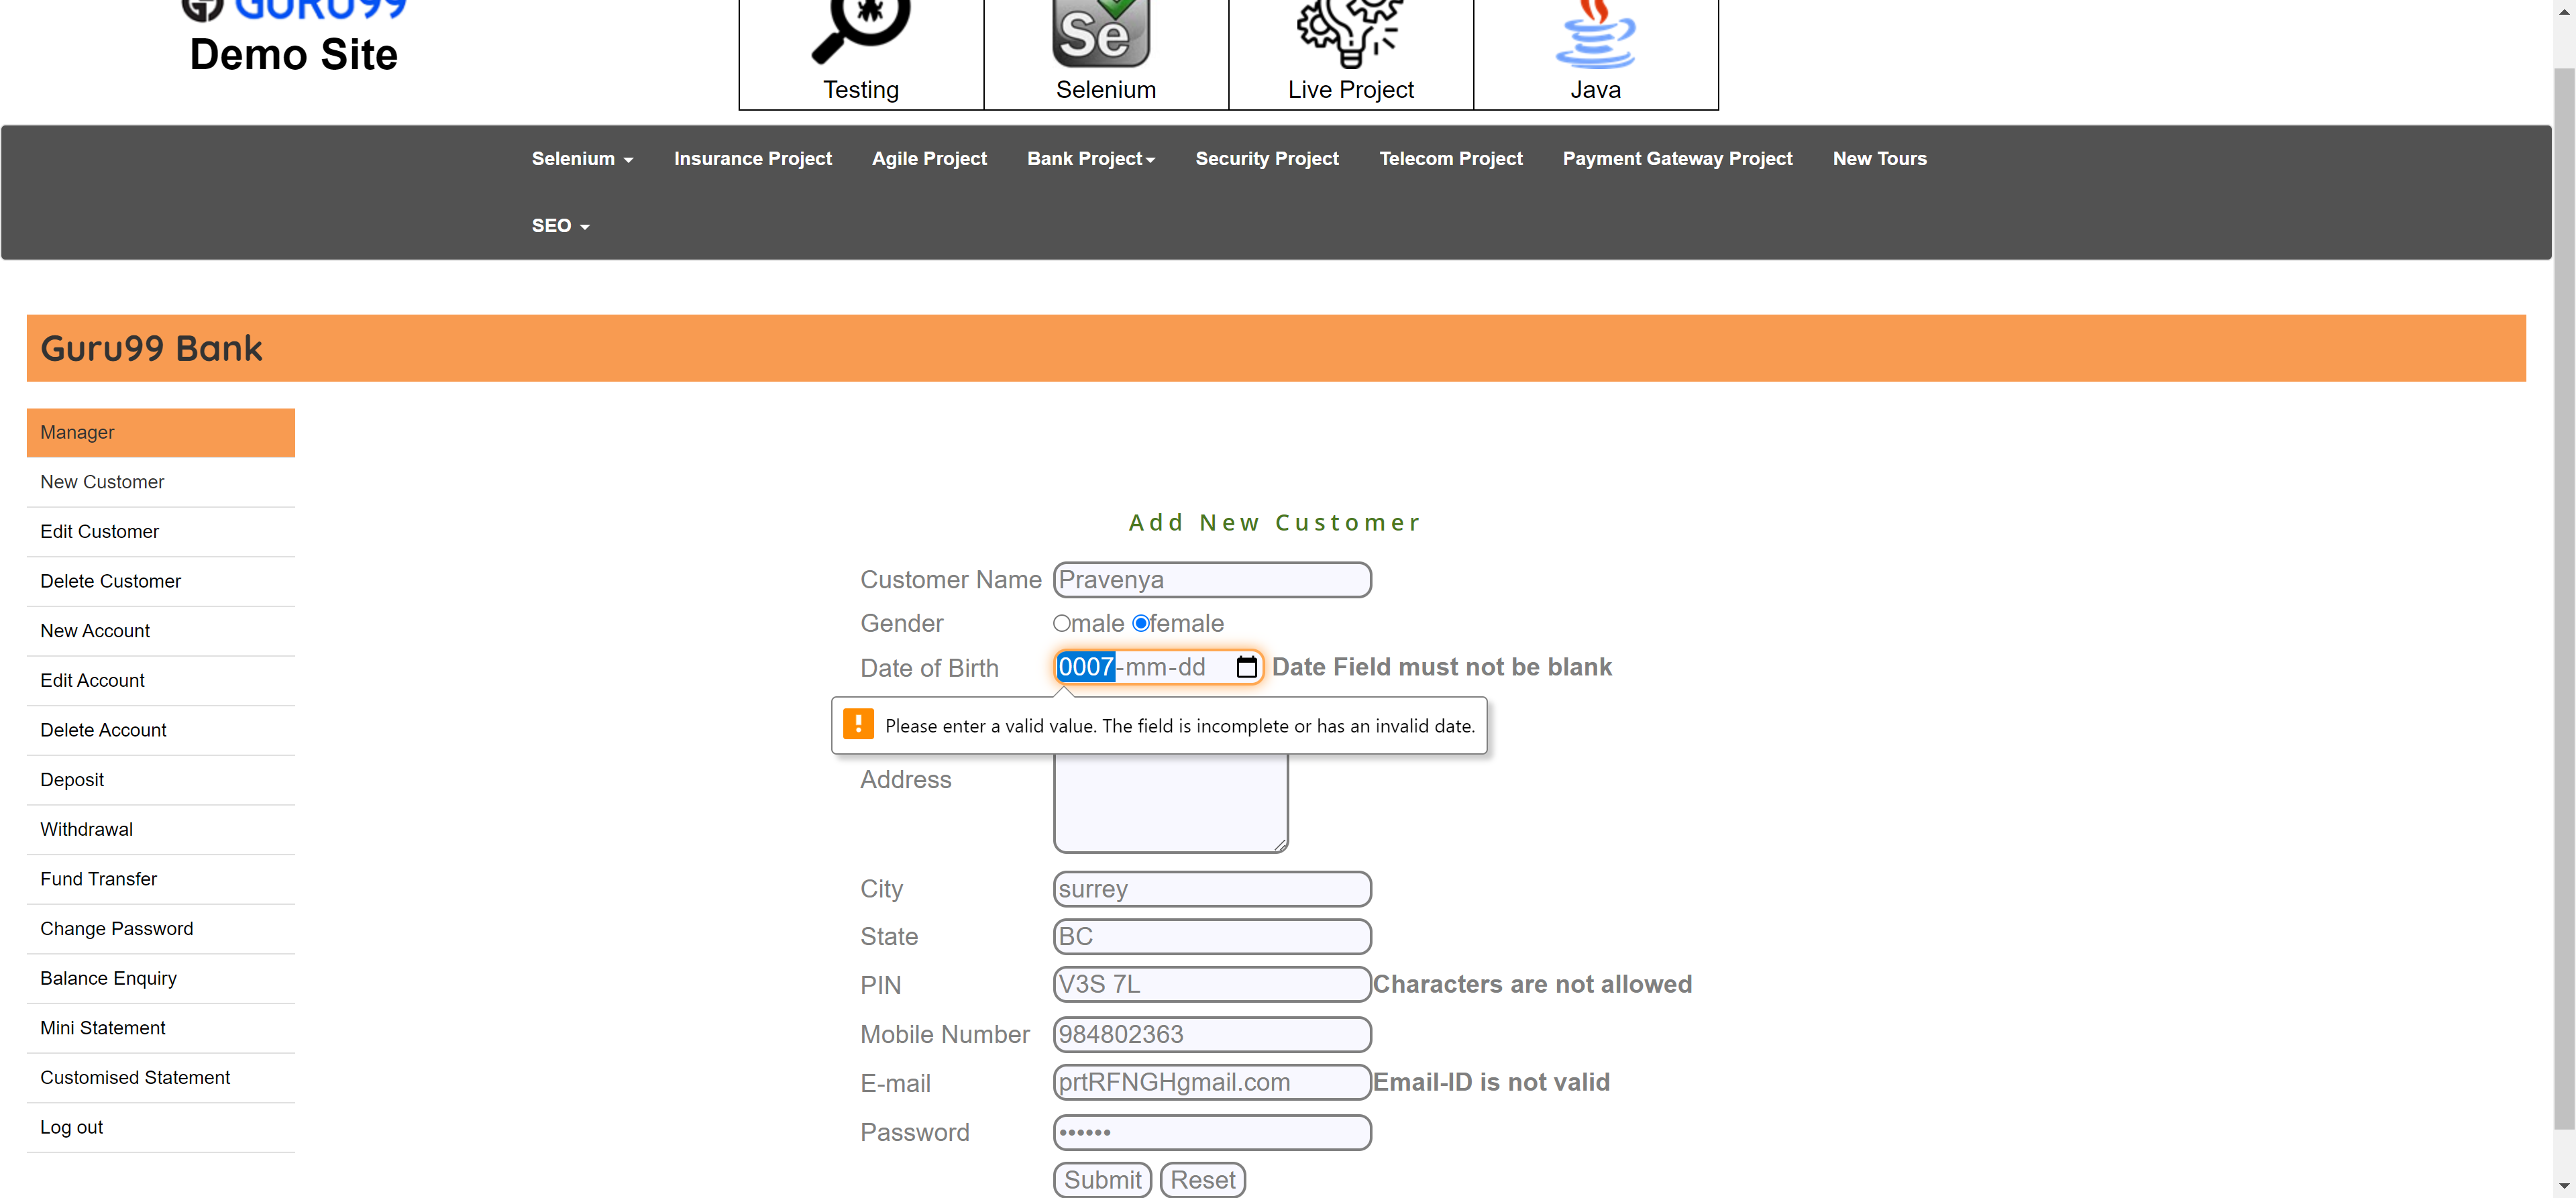 GURU99
Demo Site
Se
Testing
Selenium
Live Project
Java
Selenium
Insurance Project
Agile Project
Bank Project
Security Project
Telecom Project
Payment Gateway Project
New Tours
SEO
Guru99 Bank
Manager
New Customer
Edit Customer
Delete Customer
New Account
Edit Account
Delete Account
Deposit
Withdrawal
Fund Transfer
Change Password
Balance Enquiry
Mini Statement
Customised Statement
Log out
Add New Customer
Customer Name Pravenya
Gender male female
Date of Birth 0007-mm-dd Date Field must not be blank
Please enter a valid value. The field is incomplete or has an invalid date.
Address
City surrey
State BC
PIN V3S 7L Characters are not allowed
Mobile Number 984802363
E-mail prtRFNGHgmail.com Email-ID is not valid
Password ••••••
Submit Reset